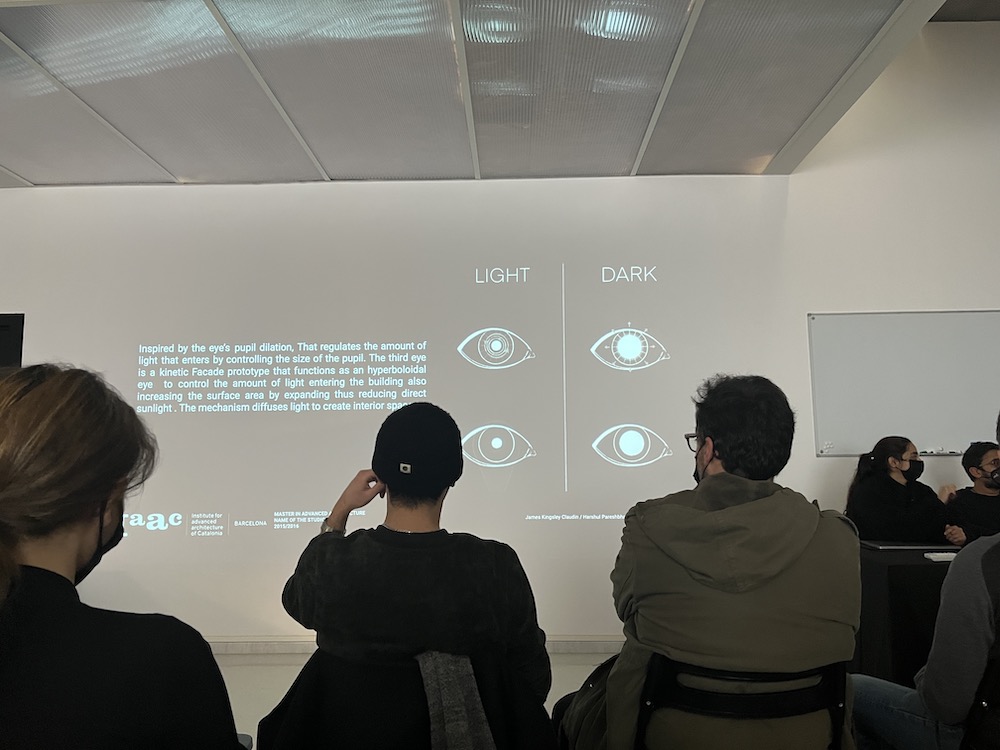 LIGHT
DARK
Inspired by the eye's pupil dilation, That regulates the amount of
light that enters by controlling the size of the pupil. The third eye
is a kinetic Facade prototype that functions as an hyperboloidal
eye to control the amount of light entering the building also
increasing the surface area by expanding thus reducing direct
sunlight . The mechanism diffuses light to create interior
Iaac
Institute for
advanced
architecture
of Catalonia
BARCELONA
MASTER IN ADVANCED
NAME OF THE
2015/2016
James Kingsley Claudin / Harshul